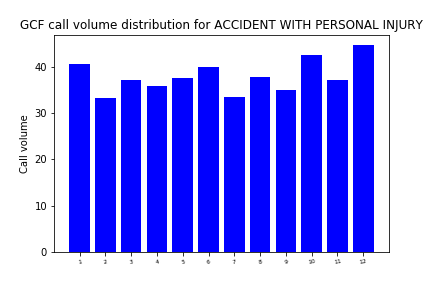 GCF call volume distribution for ACCIDENT WITH PERSONAL INJURY
40
30
20
10
0
Call volume
1 2 3 4 5 6 7 8 9 10 11 12